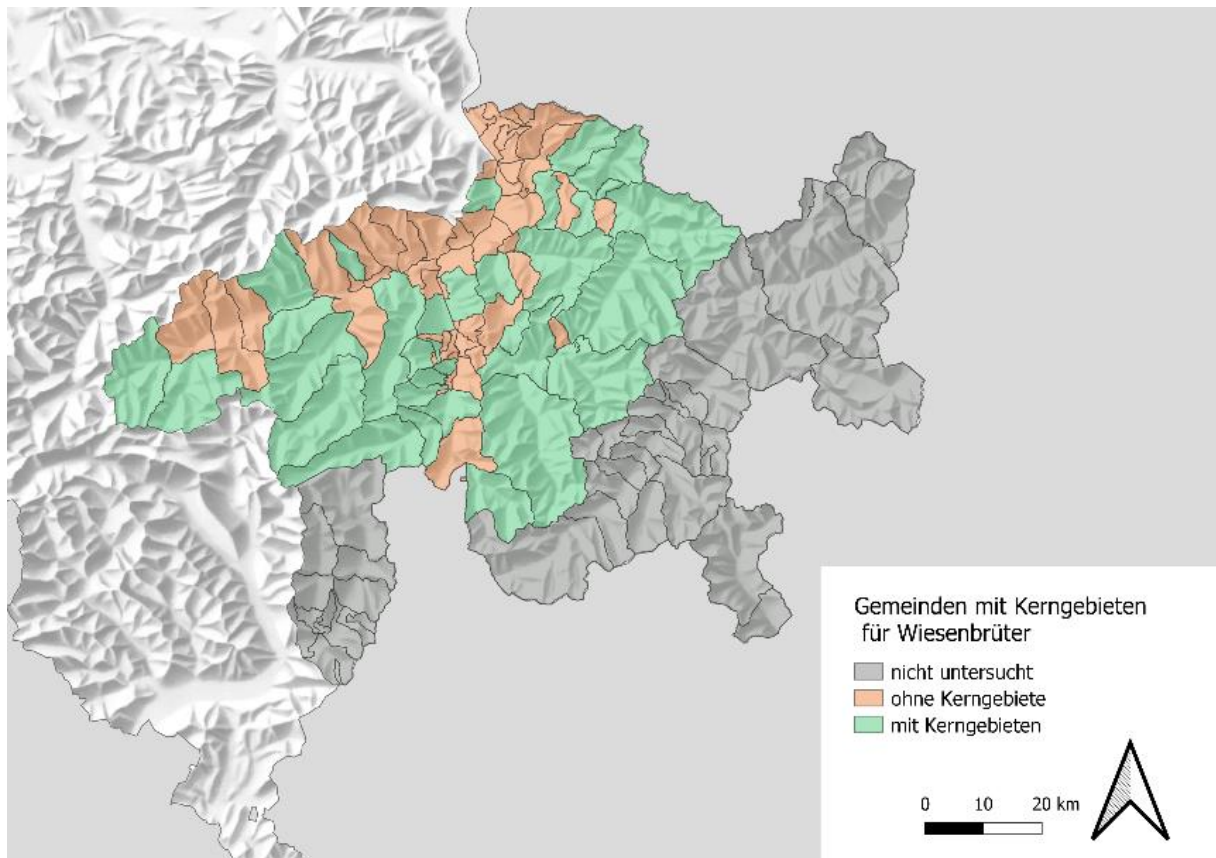 Gemeinden mit Kerngebieten
für Wiesenbrüter
nicht untersucht
ohne Kerngebiete
mit Kerngebieten
0 10 20 km